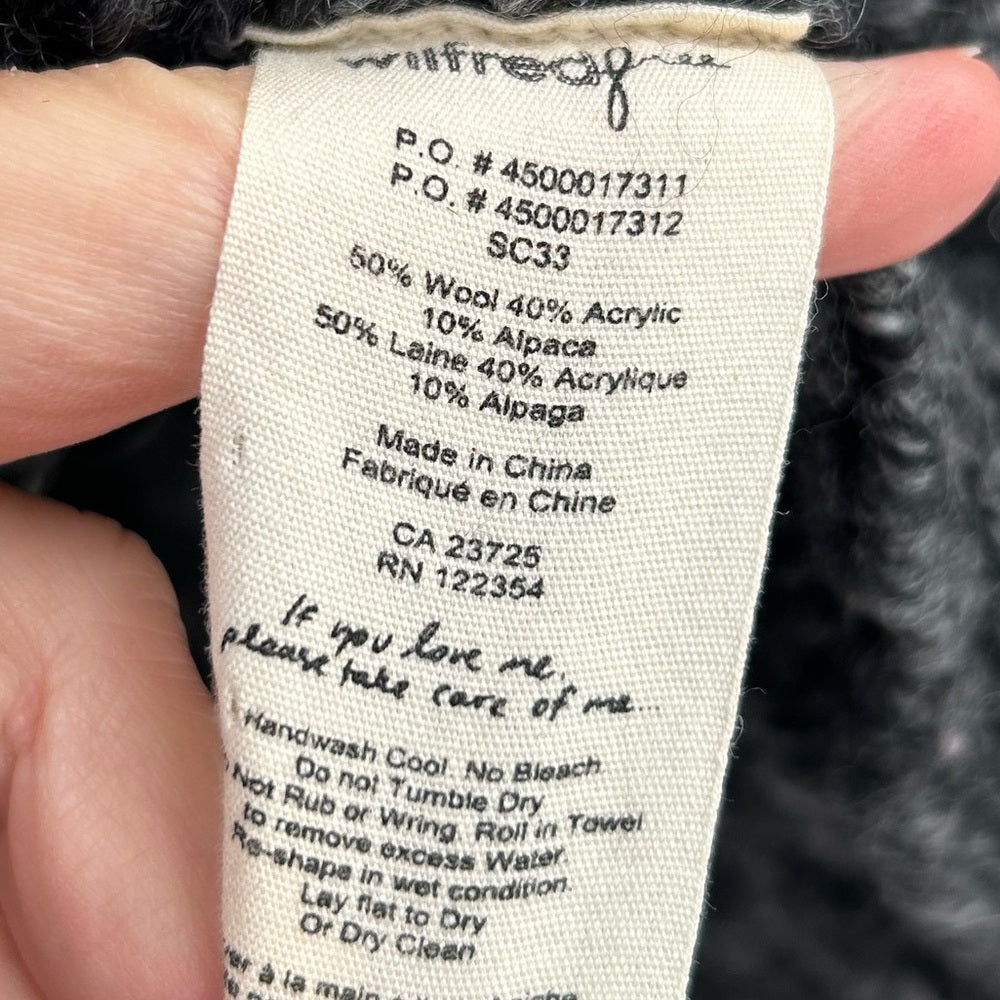 wilfred free
P.O. # 4500017311
P.O. # 4500017312
SC33
50% Wool 40% Acrylic
10% Alpaca
50% Laine 40% Acrylique
10% Alpaga
Made in China
Fabriqué en Chine
CA 23725
RN 122354
If you love me,
please take care of me...
Handwash Cool. No Bleach.
Do not Tumble Dry
Not Rub or Wring. Roll in Towel
to remove excess Water.
Re-shape in wet condition.
Lay flat to Dry
Or Dry Clean
à la main